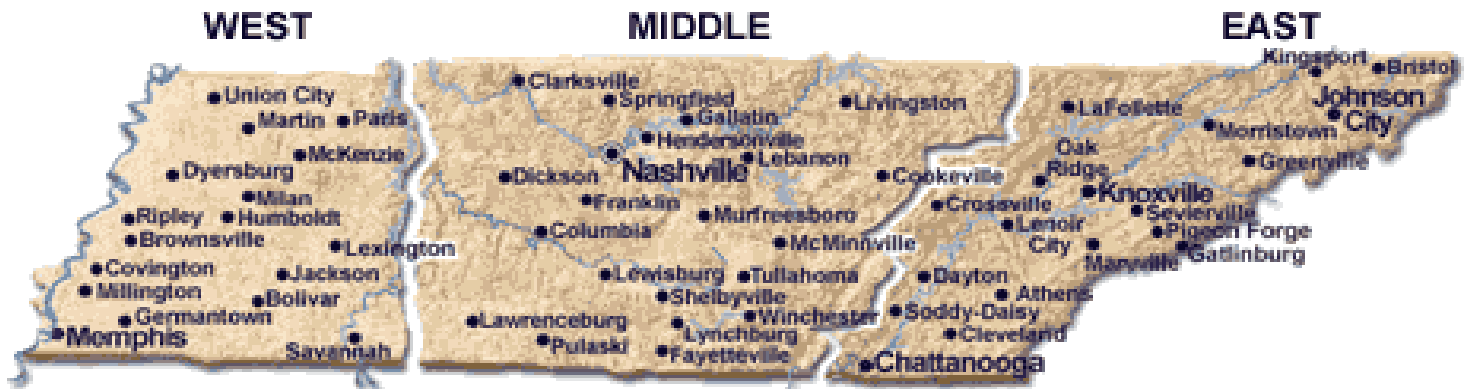 WEST
MIDDLE
EAST
Union City
Martin
Paris
McKenzie
Dyersburg
Milan
Ripley
Humboldt
Brownsville
Lexington
Covington
Jackson
Millington
Bolivar
Germantown
Memphis
Savannah
Clarksville
Springfield
Gallatin
Livingston
Hendersonville
Nashville
Lebanon
Dickson
Cookeville
Franklin
Murfreesboro
Columbia
McMinnville
Lewisburg
Tullahoma
Shelbyville
Winchester
Lawrenceburg
Lynchburg
Pulaski
Fayetteville
Kingsport
Bristol
Johnson
City
LaFollette
Morristown
Oak
Ridge
Greenville
Knoxville
Crossville
Sevierville
Lenoir
City
Pigeon Forge
Maryville
Gatlinburg
Dayton
Athens
Soddy-Daisy
Cleveland
Chattanooga